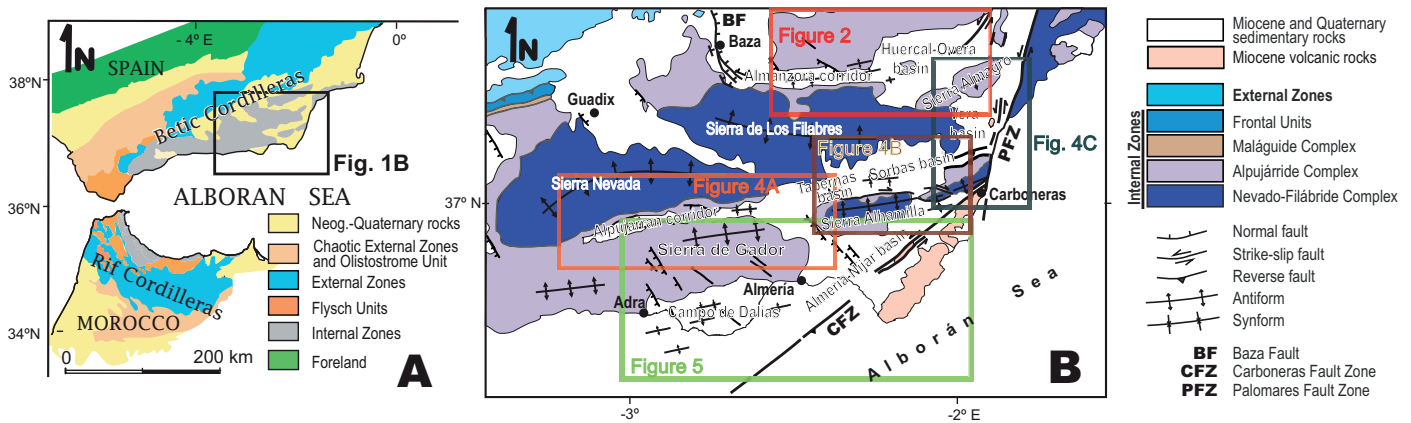 1N
- 4° E
0°
38°N
SPAIN
Betic Cordilleras
Fig. 1B
ALBORAN SEA
36°N
Rif Cordilleras
MOROCCO
34°N
0
200 km
Neog.-Quaternary rocks
Chaotic External Zones
and Olistostrome Unit
External Zones
Flysch Units
Internal Zones
Foreland
A
1N
BF
Baza
Figure 2
Huercal-Overa
basin
Almanzora corridor
Sierra Almagro
Guadix
Sierra de Los Filabres
Vera
basin
PFZ
Fig. 4C
Figure 4B
Sierra Nevada
Figure 4A
Tabernas
basin
Sorbas basin
Carboneras
37°
Alpujarran corridor
Sierra Alhamilla
Sierra de Gador
Almeria-Nijar basin
Almeria
Adra
Campo de Dalias
CFZ
Alborán Sea
Figure 5
B
-3°
-2° E
Miocene and Quaternary
sedimentary rocks
Miocene volcanic rocks
External Zones
Internal Zones
Frontal Units
Maláguide Complex
Alpujárride Complex
Nevado-Filábride Complex
Normal fault
Strike-slip fault
Reverse fault
Antiform
Synform
BF Baza Fault
CFZ Carboneras Fault Zone
PFZ Palomares Fault Zone